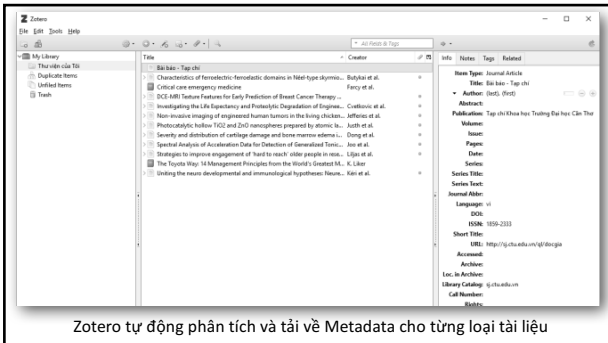 Zotero
File Edit Tools Help
All Fields & Tags
My Library
Thư viện của Tôi
Duplicate Items
Unfiled Items
Trash
Title Creator
Bài báo - Tạp chí
Characteristics of ferroelectric-ferroelastic domains in Néel-type skyrmio... Butykai et al.
Critical care emergency medicine Farcy et al.
DCE-MRI Texture Features for Early Prediction of Breast Cancer Therapy ...
Investigating the Life Expectancy and Proteolytic Degradation of Enginee... Cvetkovic et al.
Non-invasive imaging of engineered human tumors in the living chicken... Jefferies et al.
Photocatalytic hollow TiO2 and ZnO nanospheres prepared by atomic la... Justh et al.
Severity and distribution of cartilage damage and bone marrow edema i... Dong et al.
Spectral Analysis of Acceleration Data for Detection of Generalized Tonic... Joo et al.
Strategies to improve engagement of 'hard to reach' older people in rese... Liljas et al.
The Toyota Way: 14 Management Principles from the World's Greatest M... K. Liker
Uniting the neuro developmental and immunological hypotheses: Neure... Kéri et al.
Info Notes Tags Related
Item Type: Journal Article
Title: Bài báo - Tạp chí
Author: (last), (first)
Abstract:
Publication: Tạp chí Khoa học Trường Đại học Cần Thơ
Volume:
Issue:
Pages:
Date:
Series:
Series Title:
Series Text:
Journal Abbr:
Language: vi
DOI:
ISSN: 1859-2333
Short Title:
URL: http://sj.ctu.edu.vn/ql/docgia
Accessed:
Archive:
Loc. in Archive:
Library Catalog: sj.ctu.edu.vn
Call Number:
Rights:
Zotero tự động phân tích và tải về Metadata cho từng loại tài liệu